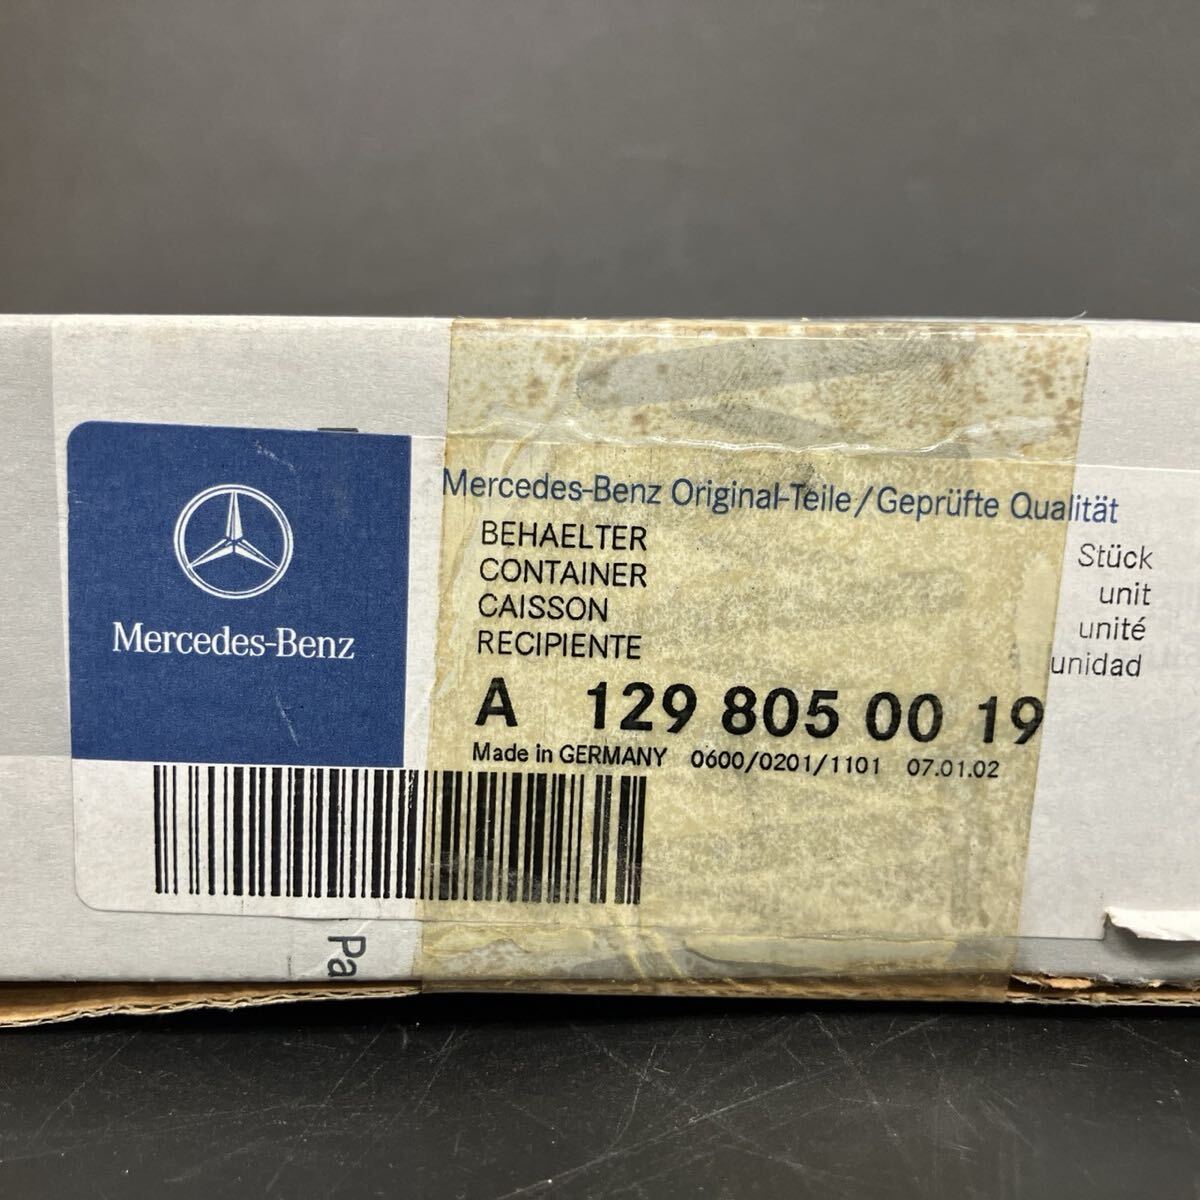 Mercedes-Benz
Mercedes-Benz Original-Teile/Geprüfte Qualität
BEHAELTER
CONTAINER
CAISSON
RECIPIENTE
Stück
unit
unité
unidad
A 129 805 00 19
Made in GERMANY 0600/0201/1101 07.01.02
Pa